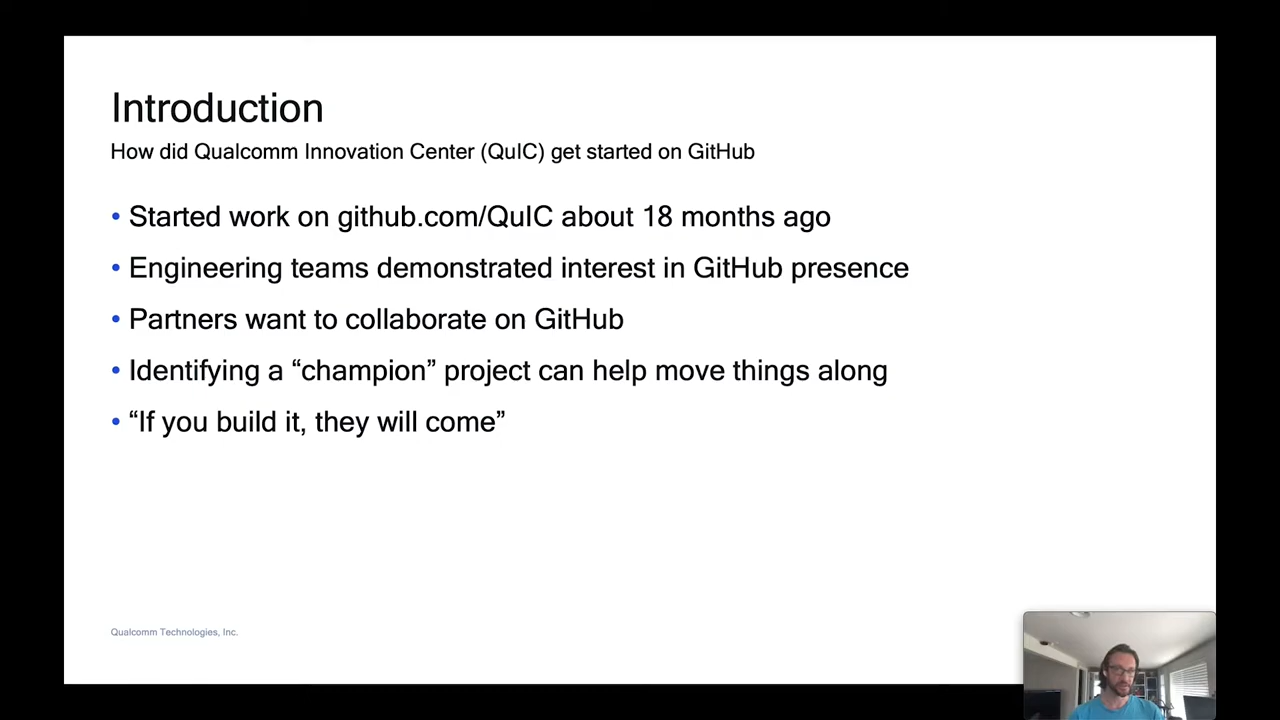 Introduction
How did Qualcomm Innovation Center (QuIC) get started on GitHub
• Started work on github.com/QuIC about 18 months ago
• Engineering teams demonstrated interest in GitHub presence
• Partners want to collaborate on GitHub
• Identifying a “champion” project can help move things along
• “If you build it, they will come”
Qualcomm Technologies, Inc.